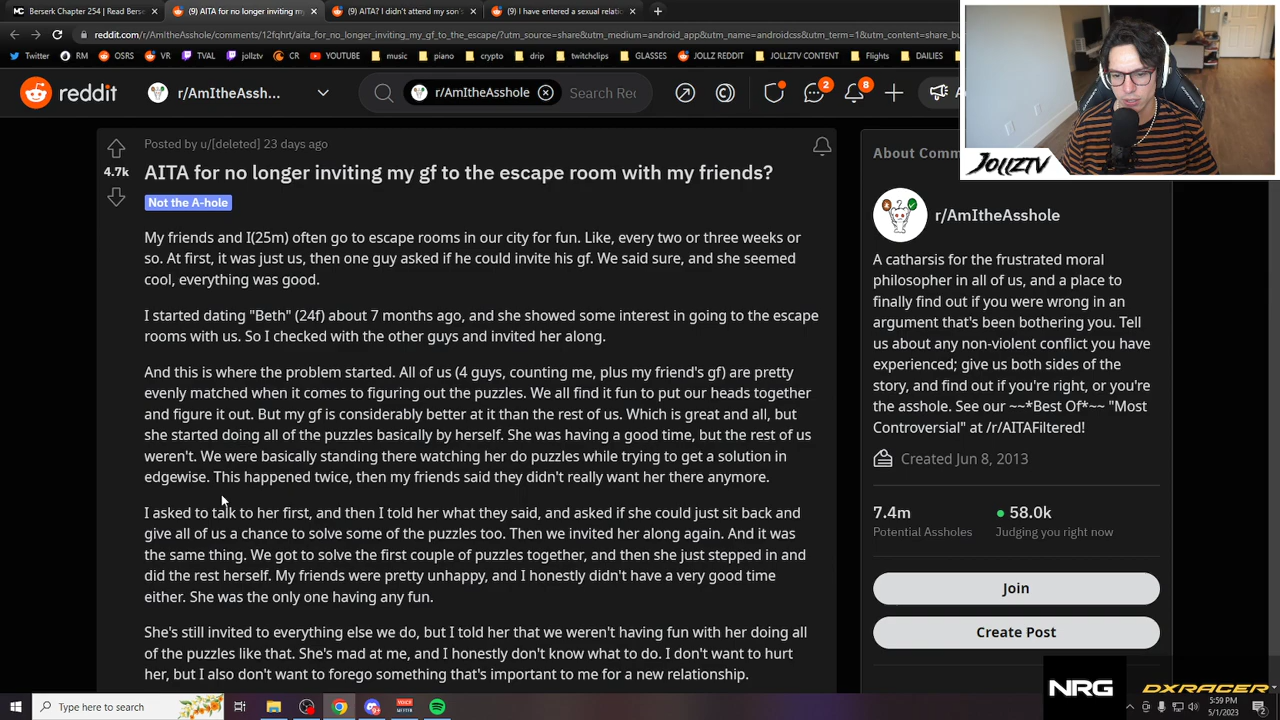 Berserk Chapter 254 | Read Berse
(9) AITA for no longer inviting my
(9) AITA? I didn't attend my son'
(9) I have entered a sexual relatio
reddit.com/r/AmItheAsshole/comments/12fqhrt/aita_for_no_longer_inviting_my_gf_to_the_escape/?utm_source=share&utm_medium=android_app&utm_name=androidcss&utm_term=1&utm_content=share_bu
Twitter RM OSRS VR TVAL jollztv CR YOUTUBE music piano crypto drip twitchclips GLASSES JOLLZ REDDIT OTHER CONTENT Flights DAILIES
reddit r/AmItheAssh... r/AmItheAsshole Search Rec 2 8 A
Posted by u/[deleted] 23 days ago
4.7k
AITA for no longer inviting my gf to the escape room with my friends?
Not the A-hole
My friends and I(25m) often go to escape rooms in our city for fun. Like, every two or three weeks or
so. At first, it was just us, then one guy asked if he could invite his gf. We said sure, and she seemed
cool, everything was good.
I started dating "Beth" (24f) about 7 months ago, and she showed some interest in going to the escape
rooms with us. So I checked with the other guys and invited her along.
And this is where the problem started. All of us (4 guys, counting me, plus my friend's gf) are pretty
evenly matched when it comes to figuring out the puzzles. We all find it fun to put our heads together
and figure it out. But my gf is considerably better at it than the rest of us. Which is great and all, but
she started doing all of the puzzles basically by herself. She was having a good time, but the rest of us
weren't. We were basically standing there watching her do puzzles while trying to get a solution in
edgewise. This happened twice, then my friends said they didn't really want her there anymore.
I asked to talk to her first, and then I told her what they said, and asked if she could just sit back and
give all of us a chance to solve some of the puzzles too. Then we invited her along again. And it was
the same thing. We got to solve the first couple of puzzles together, and then she just stepped in and
did the rest herself. My friends were pretty unhappy, and I honestly didn't have a very good time
either. She was the only one having any fun.
She's still invited to everything else we do, but I told her that we weren't having fun with her doing all
of the puzzles like that. She's mad at me, and I honestly don't know what to do. I don't want to hurt
her, but I also don't want to forego something that's important to me for a new relationship.
JOLLZTV
About Comm
r/AmItheAsshole
A catharsis for the frustrated moral
philosopher in all of us, and a place to
finally find out if you were wrong in an
argument that's been bothering you. Tell
us about any non-violent conflict you have
experienced; give us both sides of the
story, and find out if you're right, or you're
the asshole. See our ~~*Best Of*~~ "Most
Controversial" at /r/AITAFiltered!
Created Jun 8, 2013
7.4m 58.0k
Potential Assholes Judging you right now
Join
Create Post
NRG DXRACER
Type here to search
VOICE
5:59 PM
5/1/2023
2